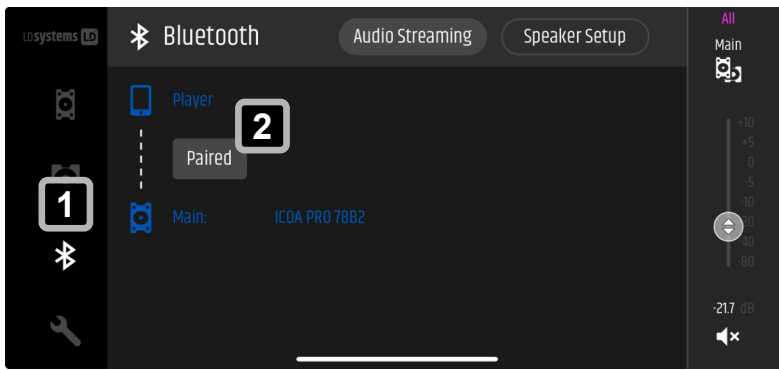 LDsystems LD
Bluetooth
Audio Streaming
Speaker Setup
Player
2
Paired
1
Main: ICOA PRO 78B2
All
Main
+10
+5
0
-5
-10
-20
-40
-80
-21.7 dB